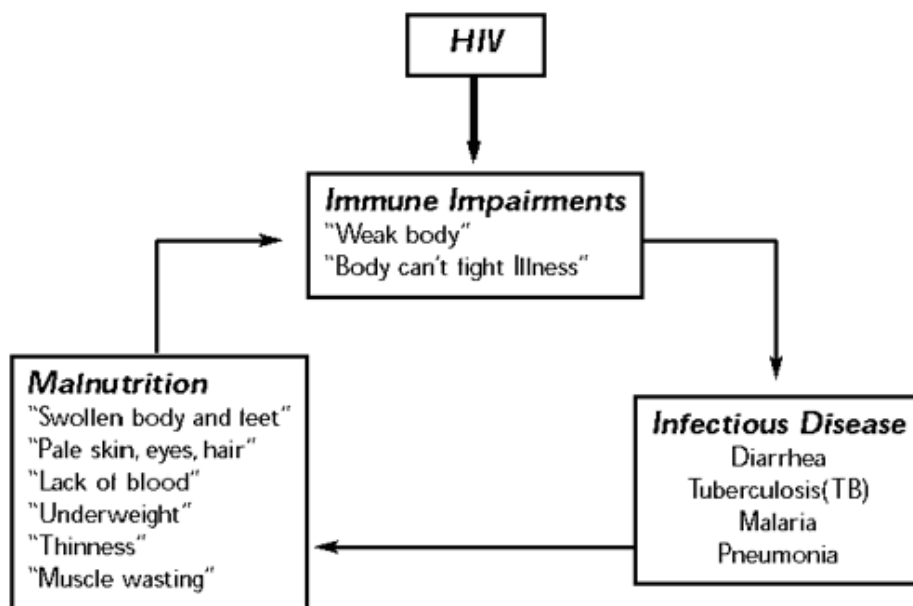 HIV
Immune Impairments
"Weak body"
"Body can't fight Illness"
Malnutrition
"Swollen body and feet"
"Pale skin, eyes, hair"
"Lack of blood"
"Underweight"
"Thinness"
"Muscle wasting"
Infectious Disease
Diarrhea
Tuberculosis(TB)
Malaria
Pneumonia